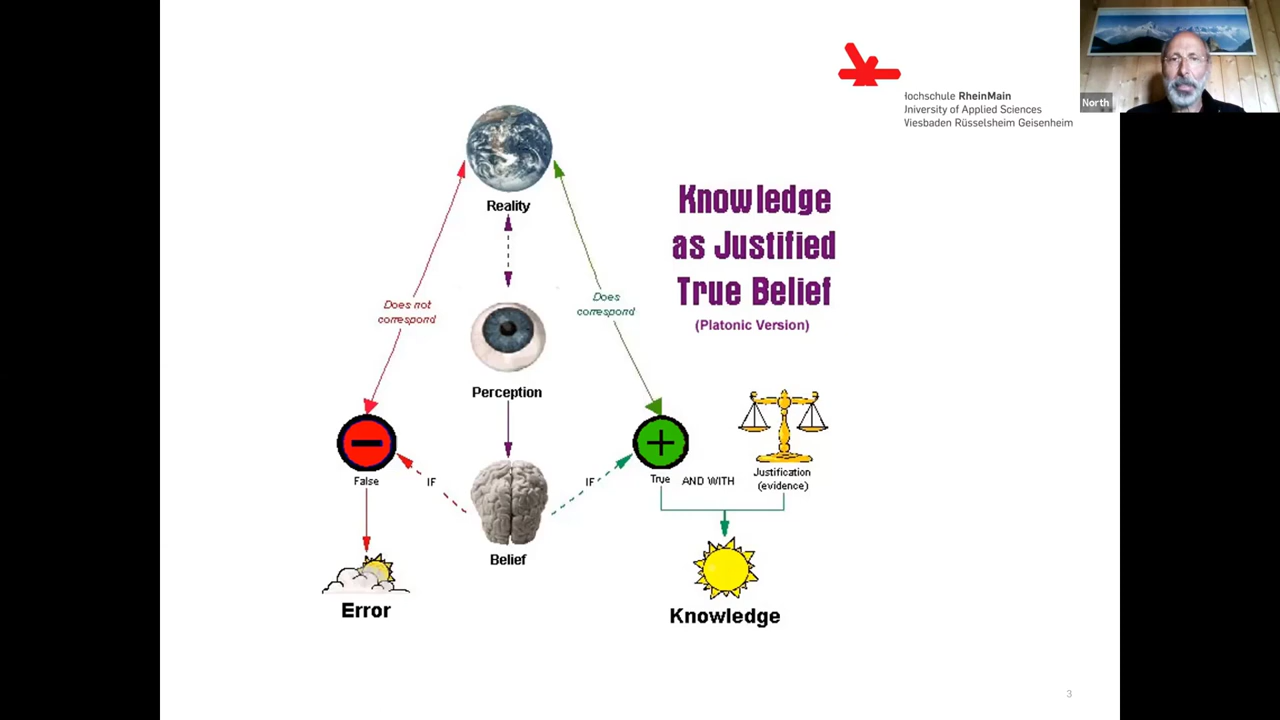 Hochschule RheinMain
University of Applied Sciences
Wiesbaden Rüsselsheim Geisenheim
North
Reality
Knowledge
as Justified
True Belief
(Platonic Version)
Does not
correspond
Does
correspond
Perception
False
IF
IF
True
AND WITH
Justification
(evidence)
Belief
Error
Knowledge
3